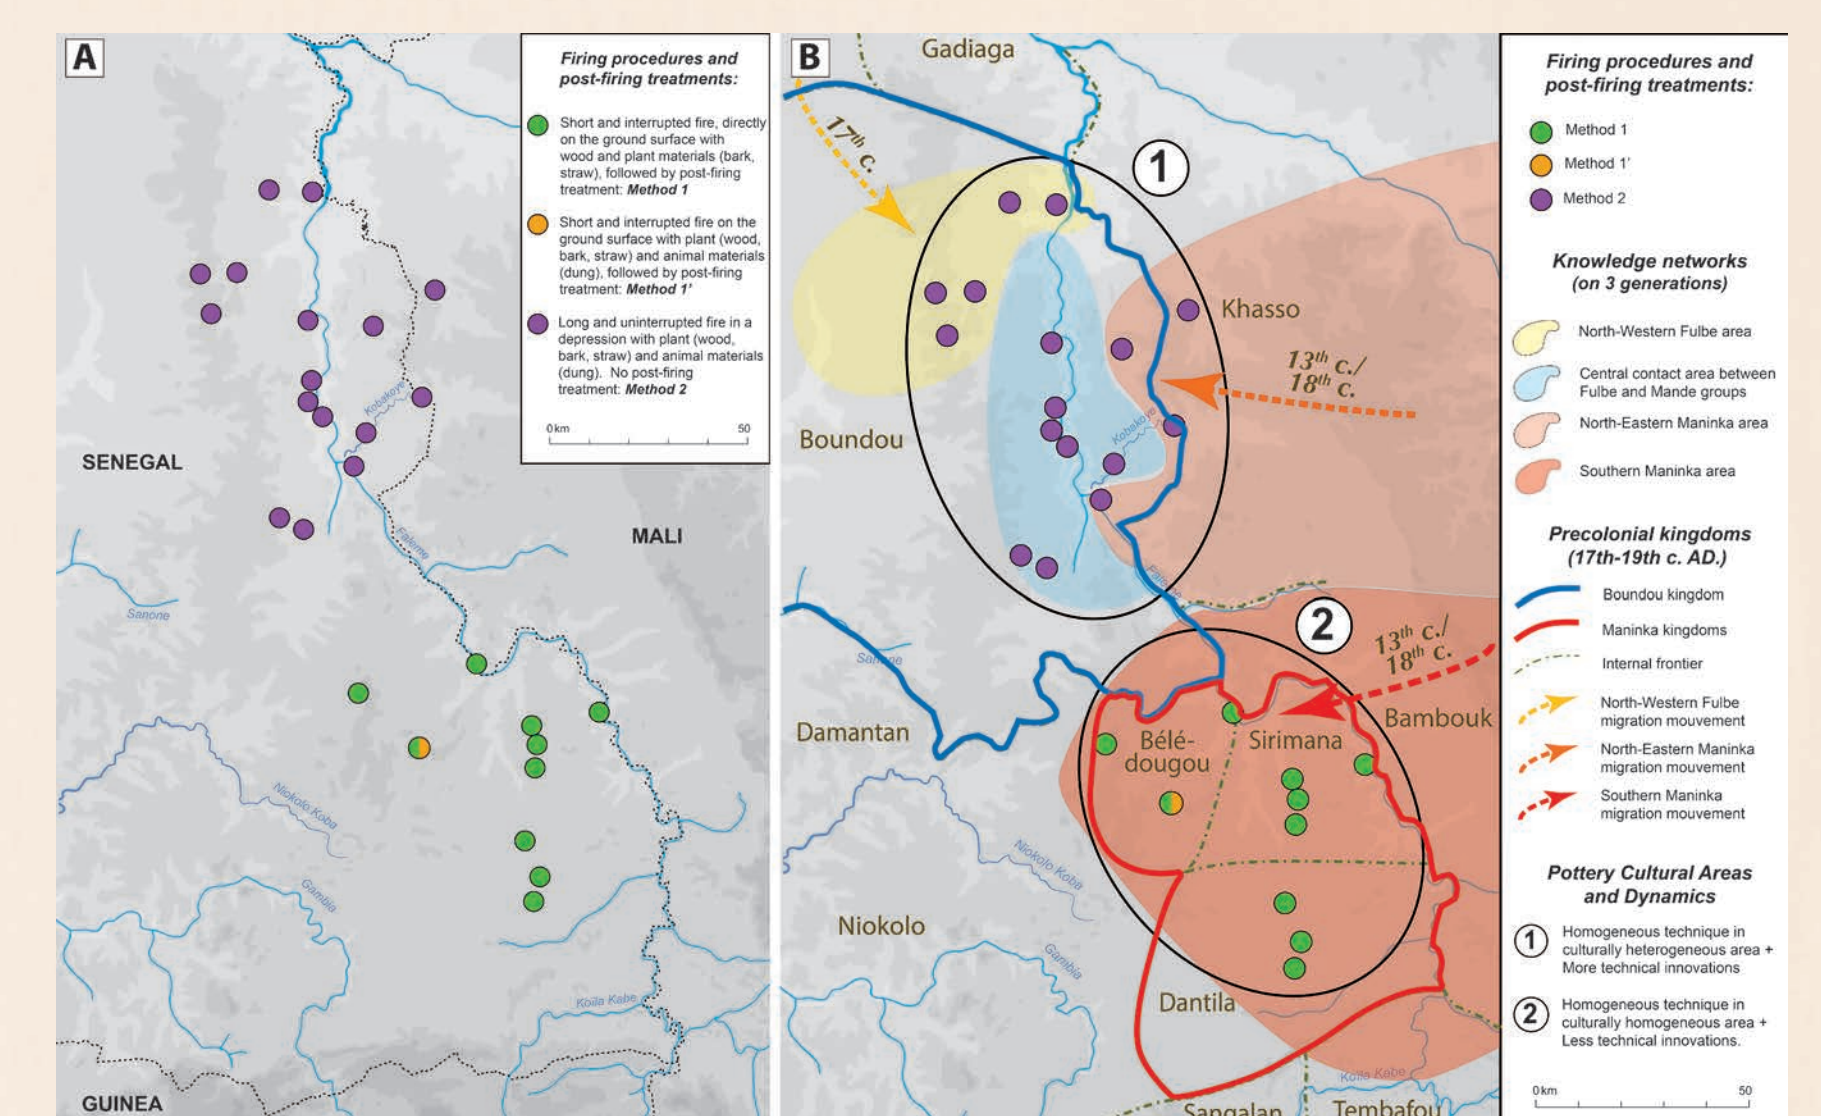 A
Firing procedures and
post-firing treatments:
Short and interrupted fire, directly
on the ground surface with
wood and plant materials (bark,
straw), followed by post-firing
treatment: Method 1
Short and interrupted fire on the
ground surface with plant (wood,
bark, straw) and animal materials
(dung), followed by post-firing
treatment: Method 1'
Long and uninterrupted fire in a
depression with plant (wood,
bark, straw) and animal materials
(dung). No post-firing
treatment: Method 2
0 km 50
SENEGAL
MALI
GUINEA
Kobakoye
Faleme
Sanone
Niokolo Koba
Gambia
Koila Kabe
B
Gadiaga
17th c.
1
Khasso
13th c./
18th c.
Boundou
Kobakoye
Faleme
2
13th c./
18th c.
Sanone
Damantan
Bambouk
Bélé-
dougou
Sirimana
Niokolo Koba
Niokolo
Gambia
Dantila
Koila Kabe
Sangalan
Tembafou
Firing procedures and
post-firing treatments:
Method 1
Method 1'
Method 2
Knowledge networks
(on 3 generations)
North-Western Fulbe area
Central contact area between
Fulbe and Mande groups
North-Eastern Maninka area
Southern Maninka area
Precolonial kingdoms
(17th-19th c. AD.)
Boundou kingdom
Maninka kingdoms
Internal frontier
North-Western Fulbe
migration mouvement
North-Eastern Maninka
migration mouvement
Southern Maninka
migration mouvement
Pottery Cultural Areas
and Dynamics
1
Homogeneous technique in
culturally heterogeneous area +
More technical innovations
2
Homogeneous technique in
culturally homogeneous area +
Less technical innovations.
0 km 50